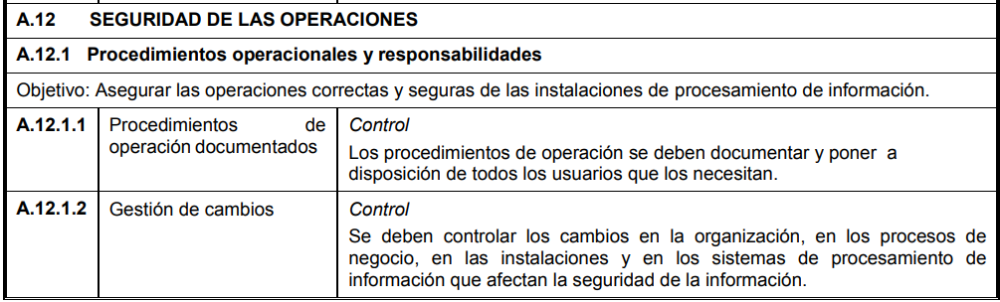 A.12 SEGURIDAD DE LAS OPERACIONES
A.12.1 Procedimientos operacionales y responsabilidades
Objetivo: Asegurar las operaciones correctas y seguras de las instalaciones de procesamiento de información.
A.12.1.1
Procedimientos de
operación documentados
Control
Los procedimientos de operación se deben documentar y poner a
disposición de todos los usuarios que los necesitan.
A.12.1.2
Gestión de cambios
Control
Se deben controlar los cambios en la organización, en los procesos de
negocio, en las instalaciones y en los sistemas de procesamiento de
información que afectan la seguridad de la información.